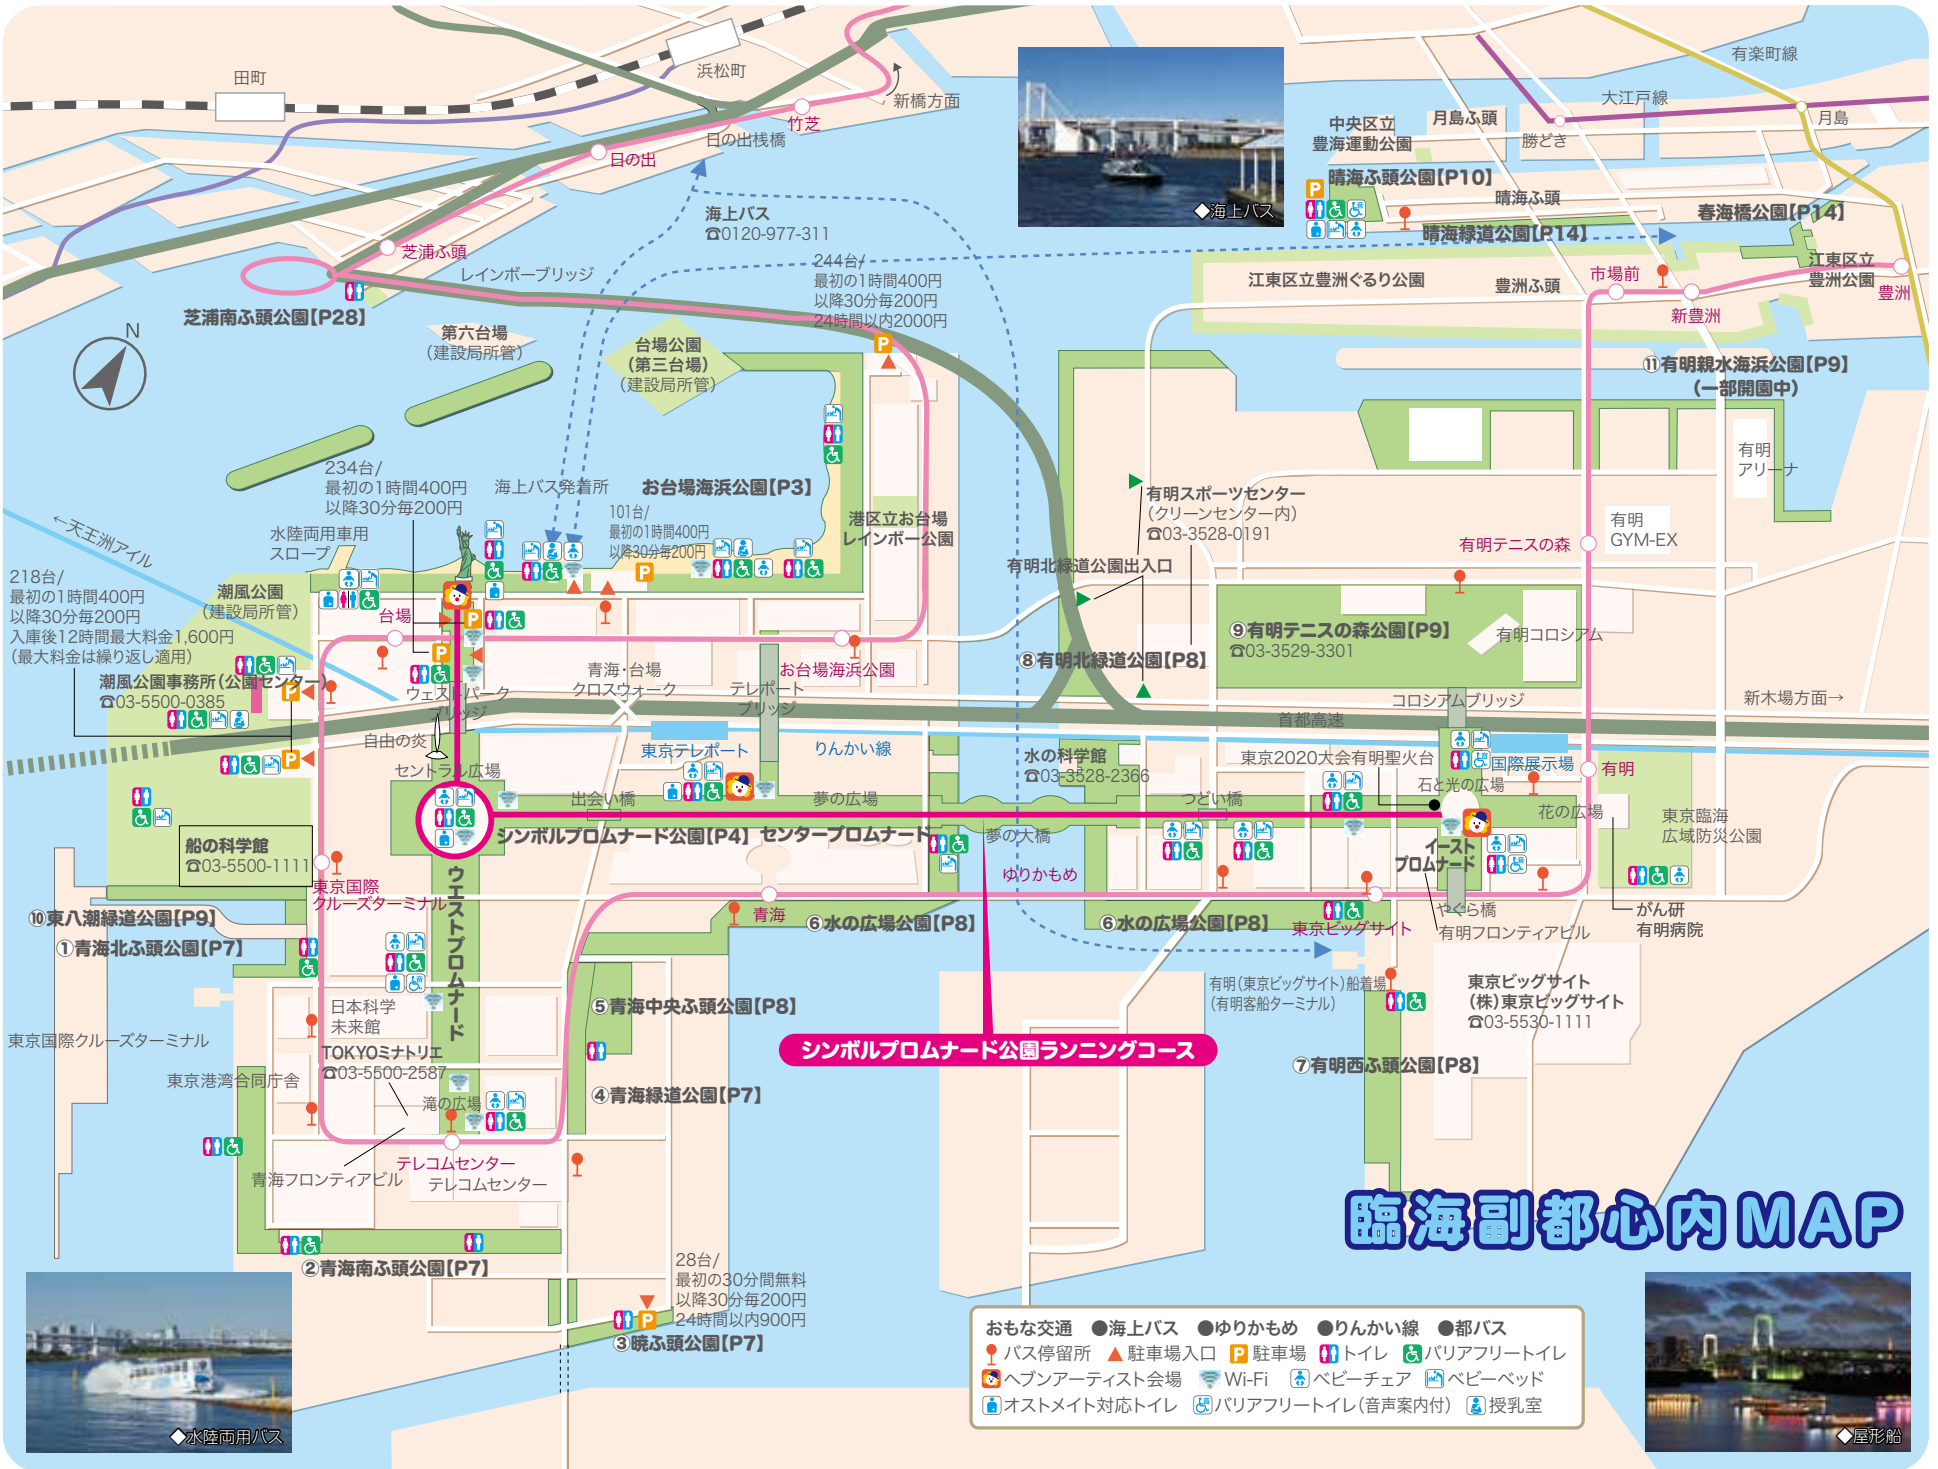 田町
浜松町
新橋方面
竹芝
日の出桟橋
日の出
芝浦ふ頭
レインボーブリッジ
芝浦南ふ頭公園【P28】
N
海上バス
☎0120-977-311
◆海上バス
有楽町線
大江戸線
月島
勝どき
月島ふ頭
中央区立
豊海運動公園
晴海ふ頭公園【P10】
晴海ふ頭
春海橋公園【P14】
晴海緑道公園【P14】
江東区立
豊洲公園
豊洲
江東区立豊洲ぐるり公園
豊洲ふ頭
市場前
新豊洲
⑪有明親水海浜公園【P9】
(一部開園中)
244台/
最初の1時間400円
以降30分毎200円
24時間以内2000円
第六台場
(建設局所管)
台場公園
(第三台場)
(建設局所管)
234台/
最初の1時間400円
以降30分毎200円
海上バス発着所
お台場海浜公園【P3】
101台/
最初の1時間400円
以降30分毎200円
港区立お台場
レインボー公園
←天王洲アイル
水陸両用車用
スロープ
218台/
最初の1時間400円
以降30分毎200円
入庫後12時間最大料金1,600円
(最大料金は繰り返し適用)
潮風公園
(建設局所管)
台場
潮風公園事務所(公園センター)
☎03-5500-0385
ウェストパーク
ブリッジ
自由の炎
セントラル広場
青海・台場
クロスウォーク
テレポート
ブリッジ
お台場海浜公園
東京テレポート
りんかい線
有明スポーツセンター
(クリーンセンター内)
☎03-3528-0191
有明北緑道公園出入口
⑧有明北緑道公園【P8】
有明
アリーナ
有明
GYM-EX
有明テニスの森
⑨有明テニスの森公園【P9】
☎03-3529-3301
有明コロシアム
コロシアムブリッジ
新木場方面→
首都高速
水の科学館
☎03-3528-2366
東京2020大会有明聖火台
国際展示場
有明
石と光の広場
花の広場
東京臨海
広域防災公園
出会い橋
夢の広場
つどい橋
シンボルプロムナード公園【P4】
センタープロムナード
夢の大橋
イースト
プロムナード
船の科学館
☎03-5500-1111
東京国際
クルーズターミナル
ウエストプロムナード
ゆりかもめ
青海
⑥水の広場公園【P8】
⑥水の広場公園【P8】
東京ビッグサイト
やぐら橋
有明フロンティアビル
がん研
有明病院
⑩東八潮緑道公園【P9】
①青海北ふ頭公園【P7】
日本科学
未来館
⑤青海中央ふ頭公園【P8】
有明(東京ビッグサイト)船着場
(有明客船ターミナル)
東京ビッグサイト
(株)東京ビッグサイト
☎03-5530-1111
東京国際クルーズターミナル
TOKYOミナトリエ
☎03-5500-2587
シンボルプロムナード公園ランニングコース
⑦有明西ふ頭公園【P8】
東京港湾合同庁舎
滝の広場
④青海緑道公園【P7】
テレコムセンター
テレコムセンター
青海フロンティアビル
②青海南ふ頭公園【P7】
28台/
最初の30分間無料
以降30分毎200円
24時間以内900円
③暁ふ頭公園【P7】
臨海副都心内MAP
◆水陸両用バス
おもな交通 ●海上バス ●ゆりかもめ ●りんかい線 ●都バス
バス停留所 駐車場入口 P 駐車場 トイレ バリアフリートイレ
ヘブンアーティスト会場 Wi-Fi ベビーチェア ベビーベッド
オストメイト対応トイレ バリアフリートイレ(音声案内付) 授乳室
◆屋形船